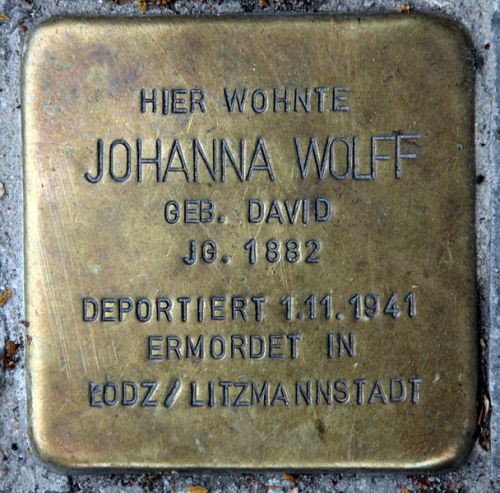 HIER WOHNTE
JOHANNA WOLFF
GEB. DAVID
JG. 1882
DEPORTIERT 1.11.1941
ERMORDET IN
ŁODZ / LITZMANNSTADT